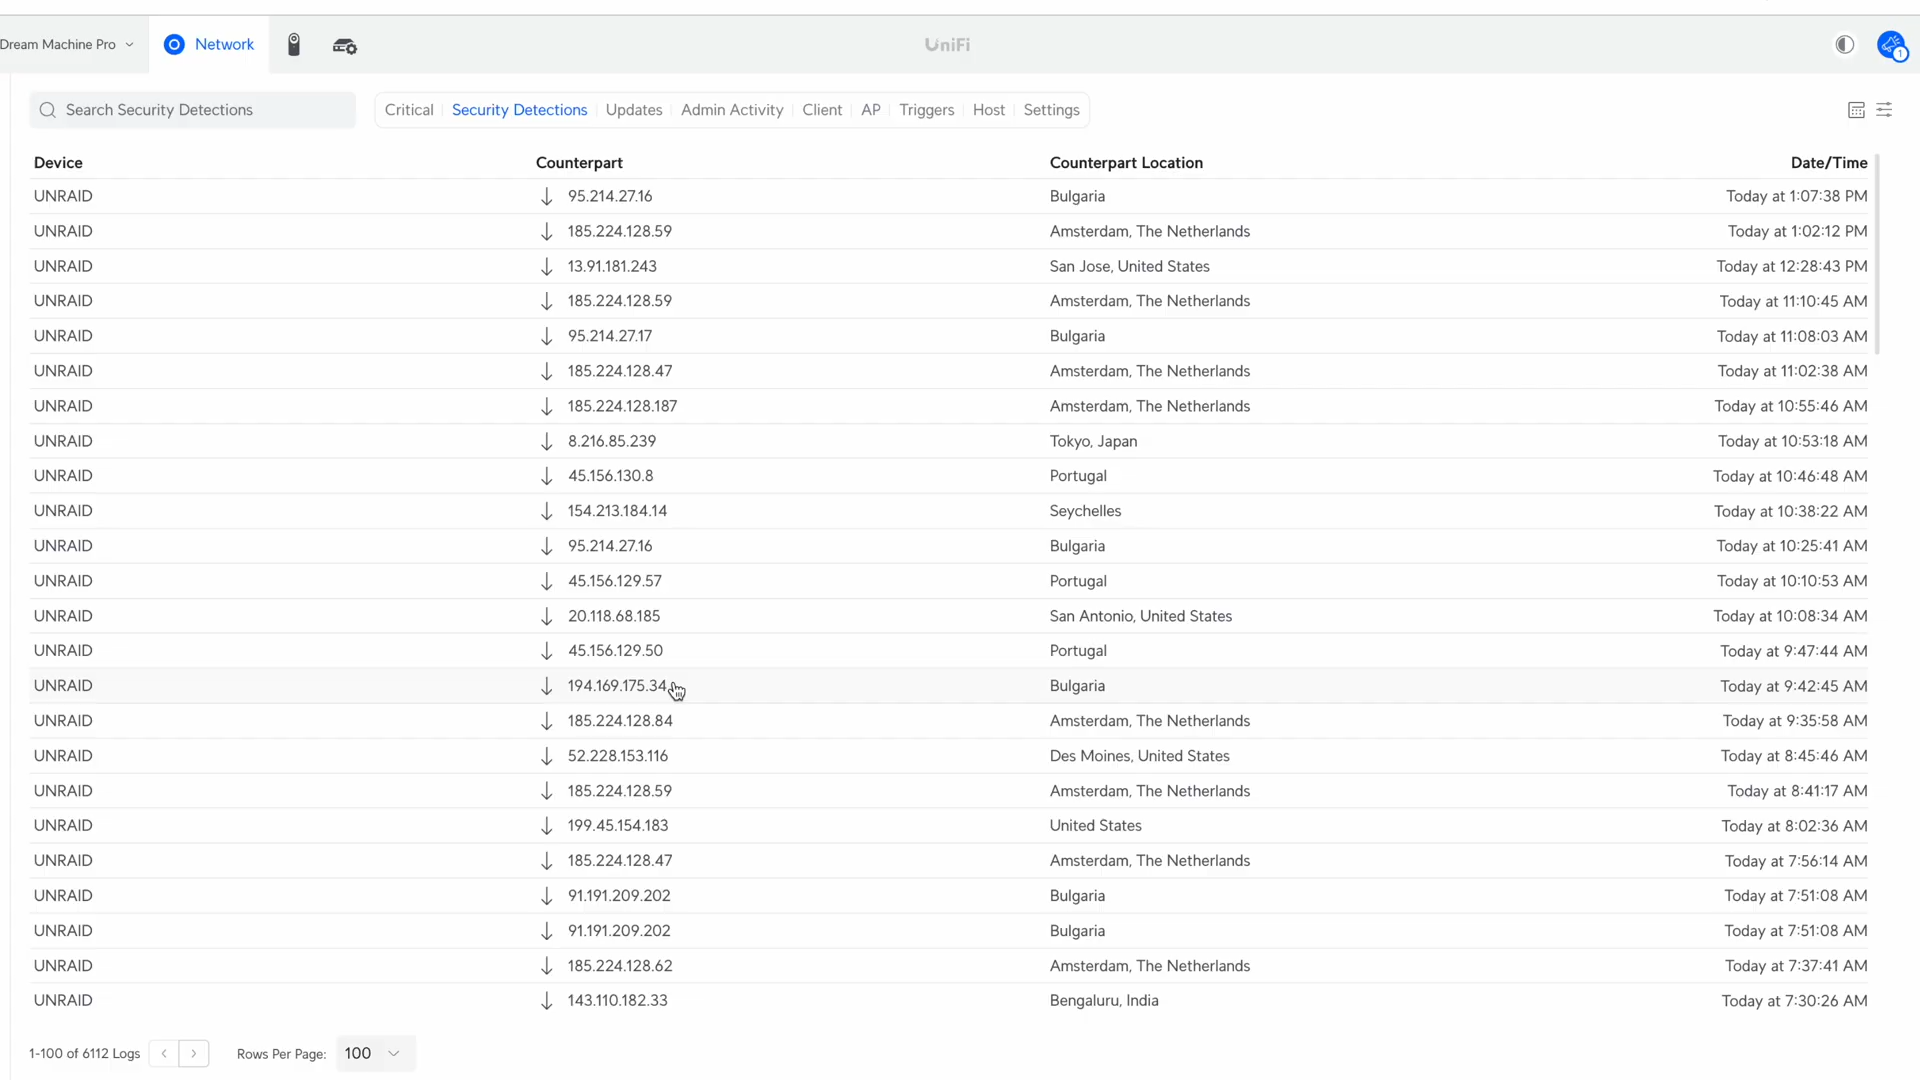 Dream Machine Pro
Network
UniFi
1
Search Security Detections
Critical Security Detections Updates Admin Activity Client AP Triggers Host Settings
Device Counterpart Counterpart Location Date/Time
UNRAID 95.214.27.16 Bulgaria Today at 1:07:38 PM
UNRAID 185.224.128.59 Amsterdam, The Netherlands Today at 1:02:12 PM
UNRAID 13.91.181.243 San Jose, United States Today at 12:28:43 PM
UNRAID 185.224.128.59 Amsterdam, The Netherlands Today at 11:10:45 AM
UNRAID 95.214.27.17 Bulgaria Today at 11:08:03 AM
UNRAID 185.224.128.47 Amsterdam, The Netherlands Today at 11:02:38 AM
UNRAID 185.224.128.187 Amsterdam, The Netherlands Today at 10:55:46 AM
UNRAID 8.216.85.239 Tokyo, Japan Today at 10:53:18 AM
UNRAID 45.156.130.8 Portugal Today at 10:46:48 AM
UNRAID 154.213.184.14 Seychelles Today at 10:38:22 AM
UNRAID 95.214.27.16 Bulgaria Today at 10:25:41 AM
UNRAID 45.156.129.57 Portugal Today at 10:10:53 AM
UNRAID 20.118.68.185 San Antonio, United States Today at 10:08:34 AM
UNRAID 45.156.129.50 Portugal Today at 9:47:44 AM
UNRAID 194.169.175.34 Bulgaria Today at 9:42:45 AM
UNRAID 185.224.128.84 Amsterdam, The Netherlands Today at 9:35:58 AM
UNRAID 52.228.153.116 Des Moines, United States Today at 8:45:46 AM
UNRAID 185.224.128.59 Amsterdam, The Netherlands Today at 8:41:17 AM
UNRAID 199.45.154.183 United States Today at 8:02:36 AM
UNRAID 185.224.128.47 Amsterdam, The Netherlands Today at 7:56:14 AM
UNRAID 91.191.209.202 Bulgaria Today at 7:51:08 AM
UNRAID 91.191.209.202 Bulgaria Today at 7:51:08 AM
UNRAID 185.224.128.62 Amsterdam, The Netherlands Today at 7:37:41 AM
UNRAID 143.110.182.33 Bengaluru, India Today at 7:30:26 AM
1-100 of 6112 Logs Rows Per Page: 100